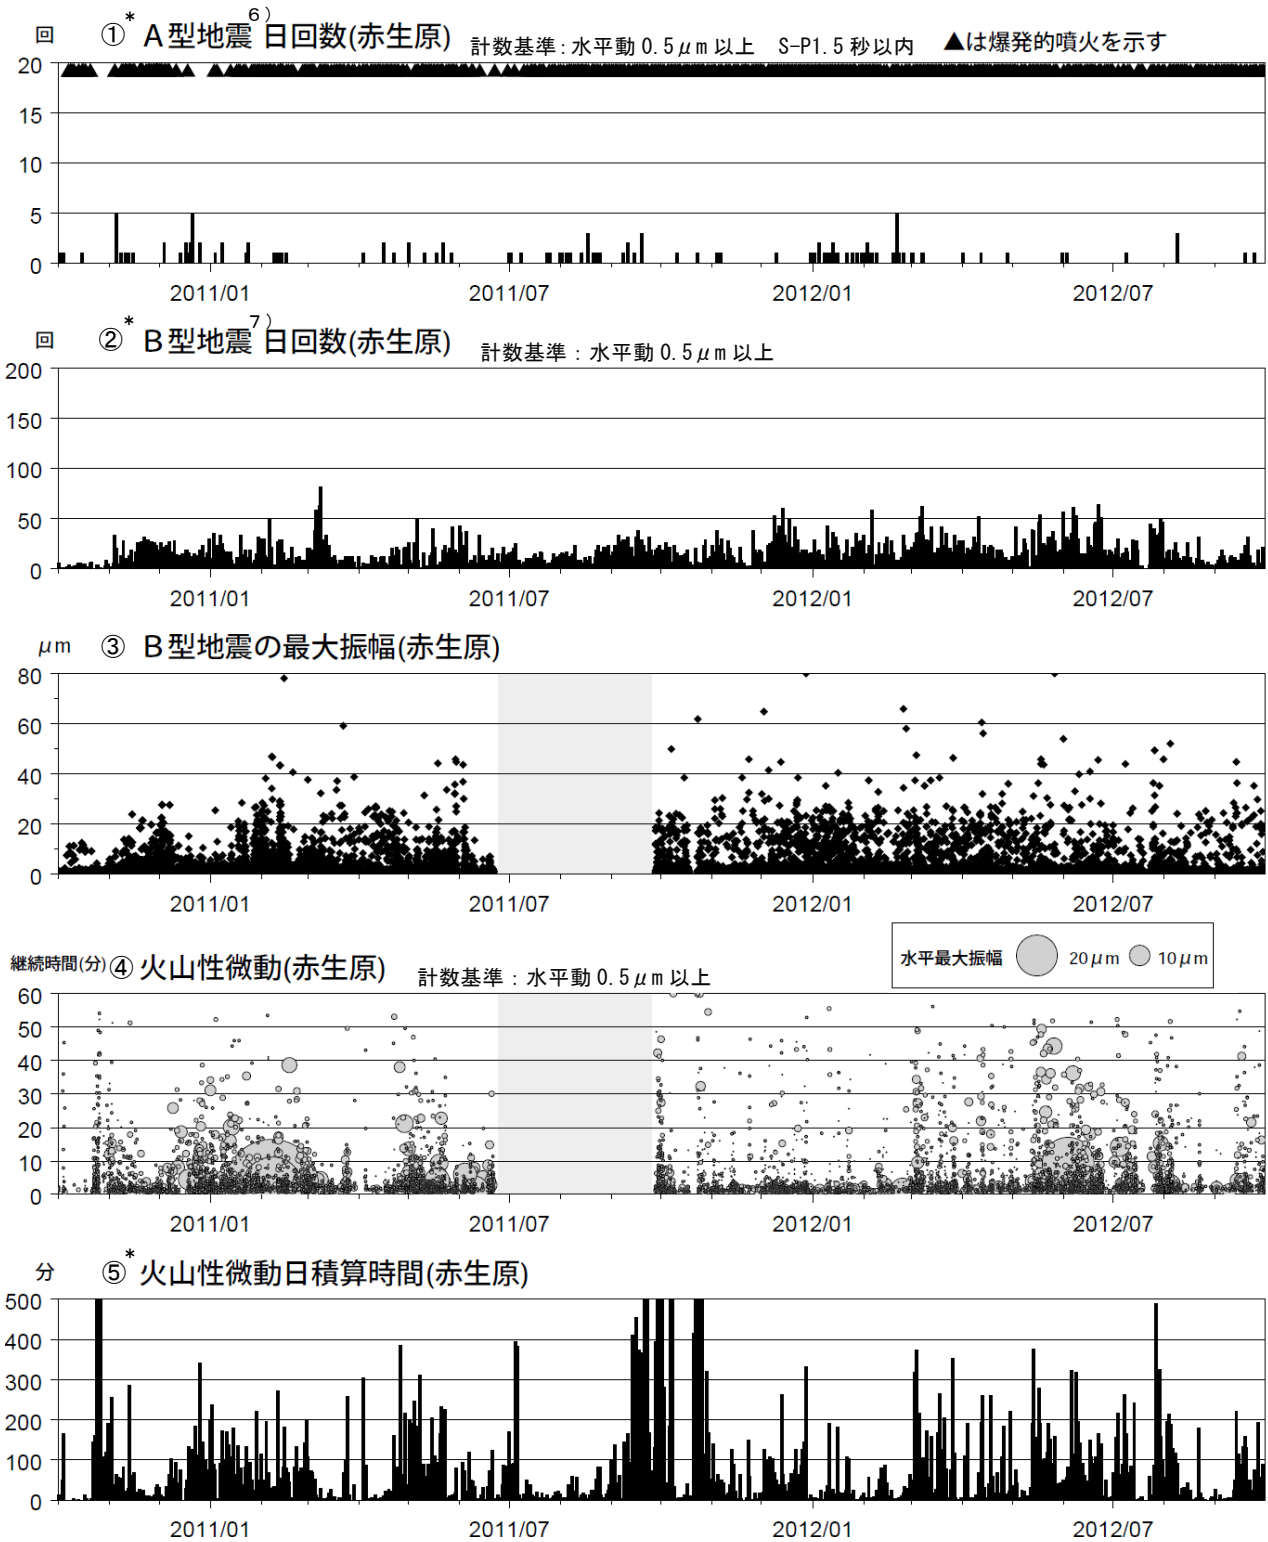 回 ①* A型地震6)日回数(赤生原) 計数基準:水平動0.5μm以上 S-P1.5秒以内 ▲は爆発的噴火を示す
20
15
10
5
0
2011/01 2011/07 2012/01 2012/07
回 ②* B型地震7)日回数(赤生原) 計数基準:水平動0.5μm以上
200
150
100
50
0
2011/01 2011/07 2012/01 2012/07
μm ③ B型地震の最大振幅(赤生原)
80
60
40
20
0
2011/01 2011/07 2012/01 2012/07
水平最大振幅 20μm 10μm
継続時間(分) ④ 火山性微動(赤生原) 計数基準:水平動0.5μm以上
60
50
40
30
20
10
0
2011/01 2011/07 2012/01 2012/07
分 ⑤* 火山性微動日積算時間(赤生原)
500
400
300
200
100
0
2011/01 2011/07 2012/01 2012/07